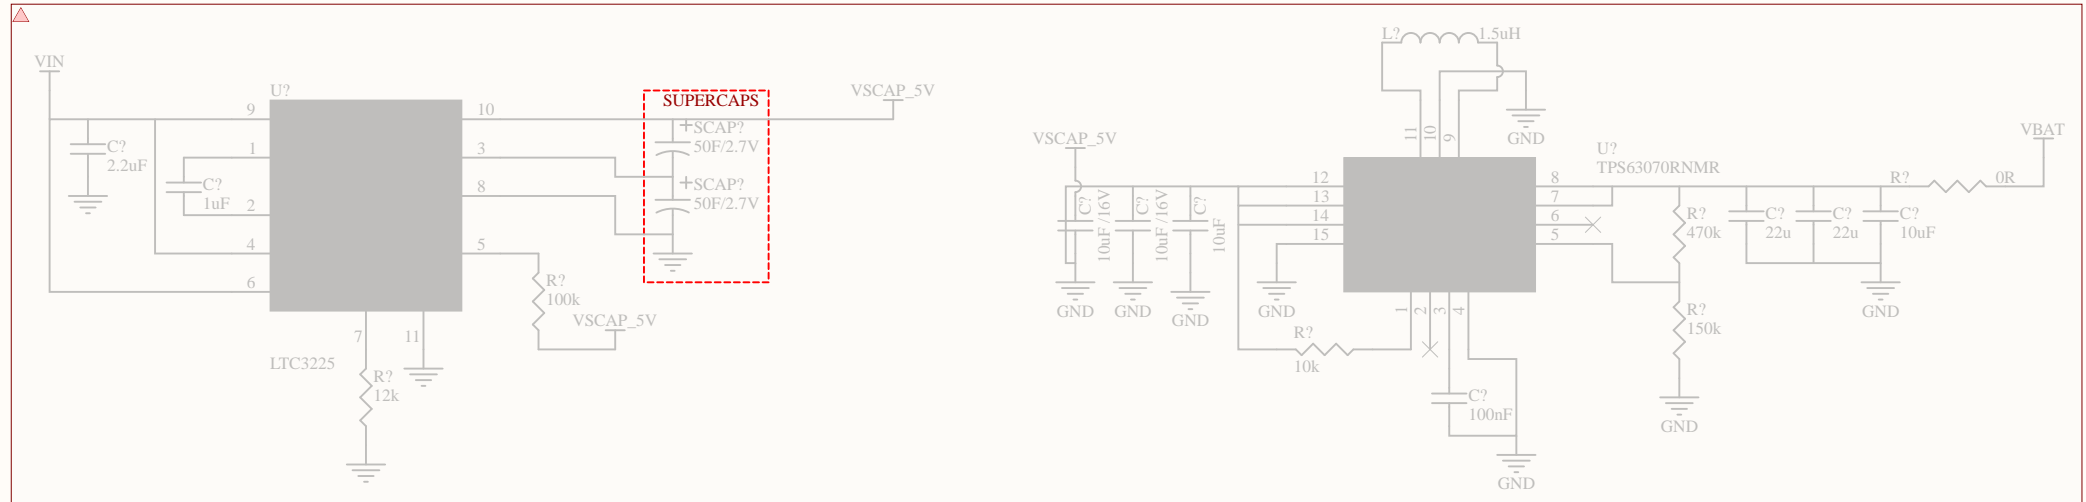 VIN
U?
9
1
2
4
6
10
3
8
5
7
11
LTC3225
C?
2.2uF
C?
1uF
R?
12k
R?
100k
VSCAP_5V
SUPERCAPS
+SCAP?
50F/2.7V
+SCAP?
50F/2.7V
VSCAP_5V
L?
1.5uH
GND
11
10
9
VSCAP_5V
C?
10uF/16V
C?
10uF/16V
C?
10uF
GND
GND
GND
GND
12
13
14
15
U?
TPS63070RNMR
8
7
6
5
1
2
3
4
R?
10k
C?
100nF
GND
R?
470k
R?
150k
GND
C?
22u
C?
22u
C?
10uF
GND
R?
0R
VBAT